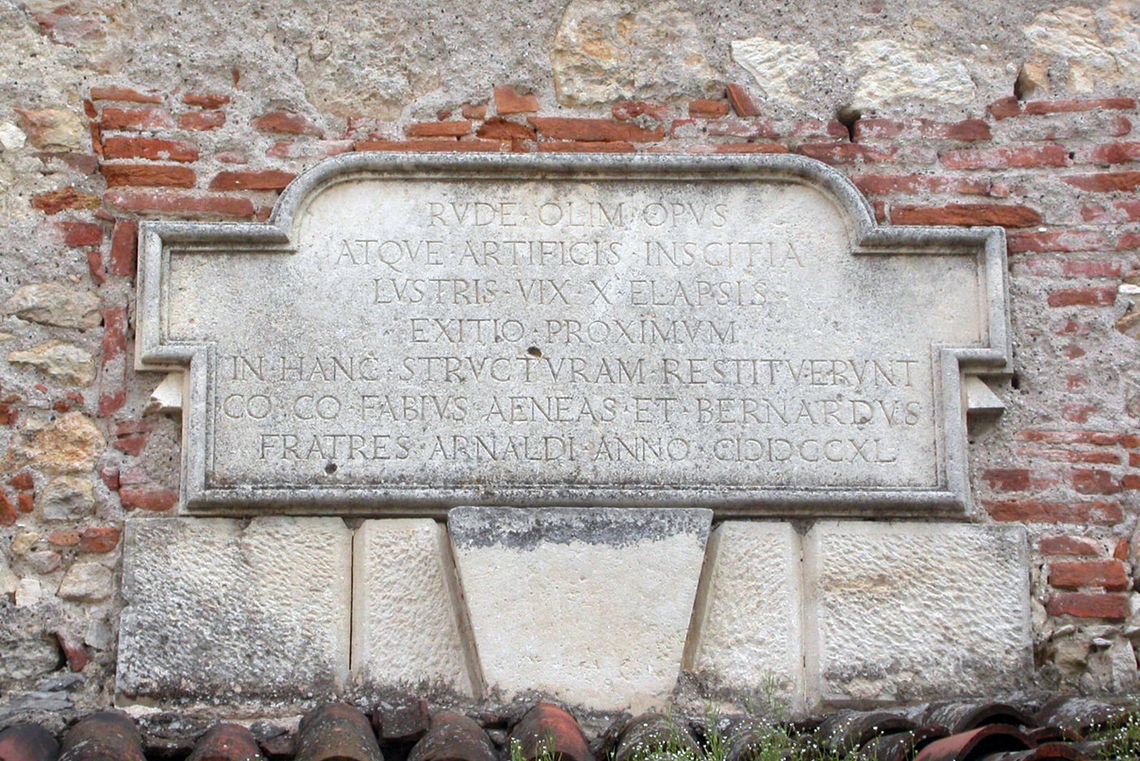 RVDE · OLIM · OPVS
ATQVE · ARTIFICIS · INSCITIA
LVSTRIS · VIX · X · ELAPSIS
EXITIO · PROXIMVM
IN · HANC · STRVCTVRAM · RESTITVERVNT
CO · CO · FABIVS · AENEAS · ET · BERNARDVS
FRATRES · ARNALDI · ANNO · CIↃIↃCCXL